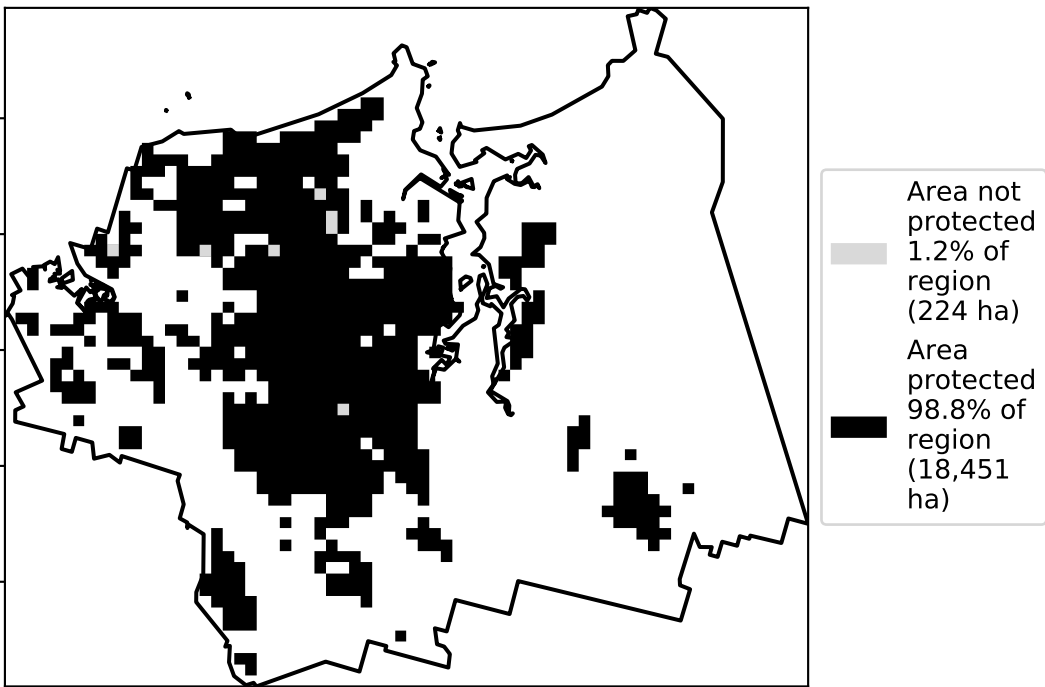 Area not
protected
1.2% of
region
(224 ha)
Area
protected
98.8% of
region
(18,451
ha)